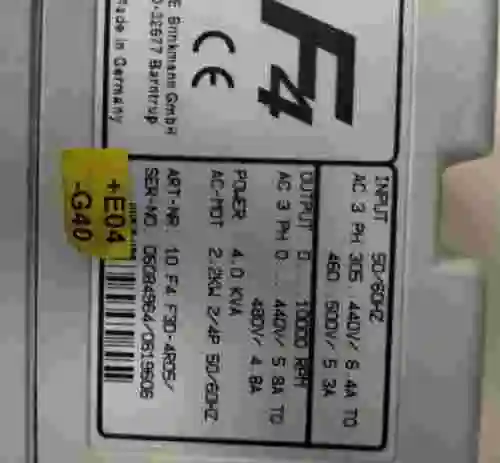 F4
CE
E Brinkmann GmbH
D-32677 Barntrup
Made in Germany
INPUT 50/60HZ
AC 3 PH 305.. 440V/ 6.4A TO
460 500V/ 5.3A
OUTPUT 0... 10000 RPM
AC 3 PH 0... 440V/ 5.8A TO
480V/ 4.8A
POWER 4.0 KVA
AC-MOT 2.2KW 2/4P 50/60HZ
ART-NR. 10.F4.F3D-4R05/
SER-NO. 06084964/0619606
+E04
-G40